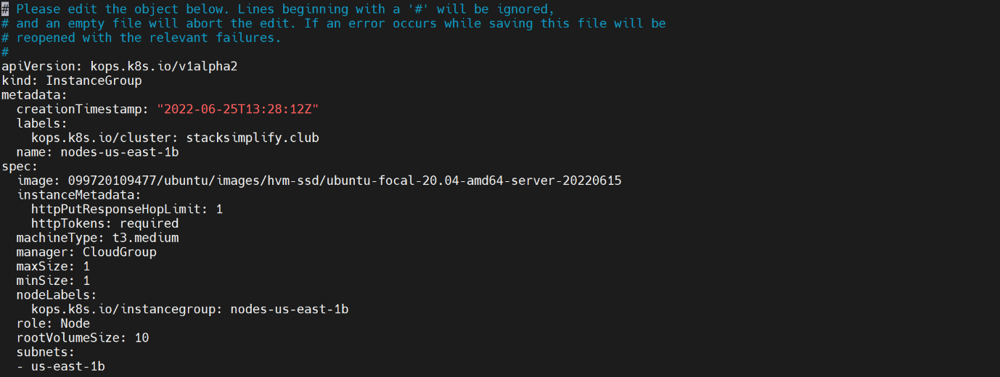 # Please edit the object below. Lines beginning with a '#' will be ignored,
# and an empty file will abort the edit. If an error occurs while saving this file will be
# reopened with the relevant failures.
#
apiVersion: kops.k8s.io/v1alpha2
kind: InstanceGroup
metadata:
  creationTimestamp: "2022-06-25T13:28:12Z"
  labels:
    kops.k8s.io/cluster: stacksimplify.club
  name: nodes-us-east-1b
spec:
  image: 099720109477/ubuntu/images/hvm-ssd/ubuntu-focal-20.04-amd64-server-20220615
  instanceMetadata:
    httpPutResponseHopLimit: 1
    httpTokens: required
  machineType: t3.medium
  manager: CloudGroup
  maxSize: 1
  minSize: 1
  nodeLabels:
    kops.k8s.io/instancegroup: nodes-us-east-1b
  role: Node
  rootVolumeSize: 10
  subnets:
  - us-east-1b